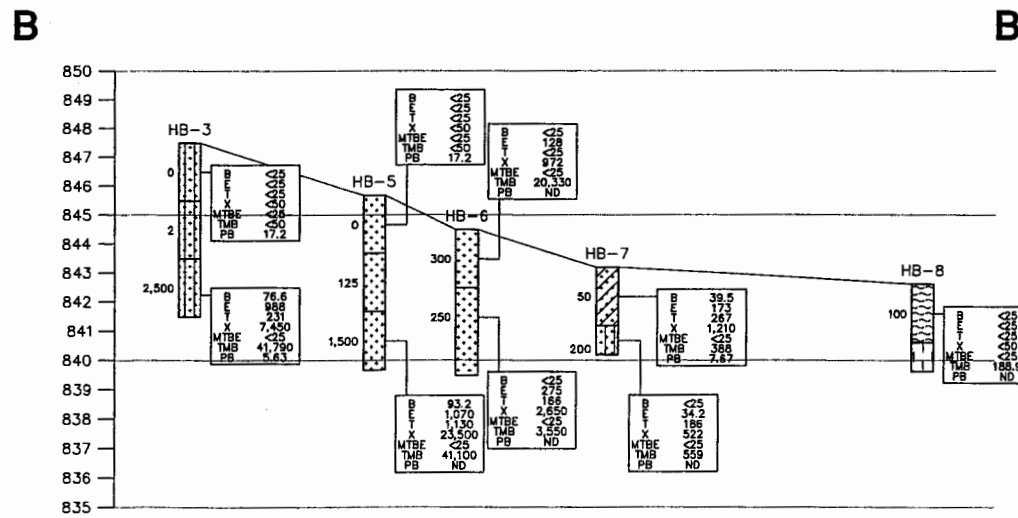 B B
850
849
848
847
846
845
844
843
842
841
840
839
838
837
836
835
HB-3
0
2
2,500
B <25
E <25
T <25
X <50
MTBE <25
TMB <50
PB 17.2
B 76.6
E 988
T 231
X 7,450
MTBE <25
TMB 41,790
PB 5.63
HB-5
0
125
1,500
B <25
E <25
T <25
X <50
MTBE <25
TMB <50
PB 17.2
B 93.2
E 1,070
T 1,130
X 23,500
MTBE <25
TMB 41,100
PB ND
HB-6
300
250
B <25
E 128
T <25
X 972
MTBE <25
TMB 20,330
PB ND
B <25
E 275
T 166
X 2,650
MTBE <25
TMB 3,550
PB ND
HB-7
50
200
B 39.5
E 173
T 267
X 1,210
MTBE <25
TMB 388
PB 7.67
B <25
E 34.2
T 186
X 522
MTBE <25
TMB 559
PB ND
HB-8
100
B <25
E <25
T <25
X <50
MTBE <25
TMB 188.9
PB ND